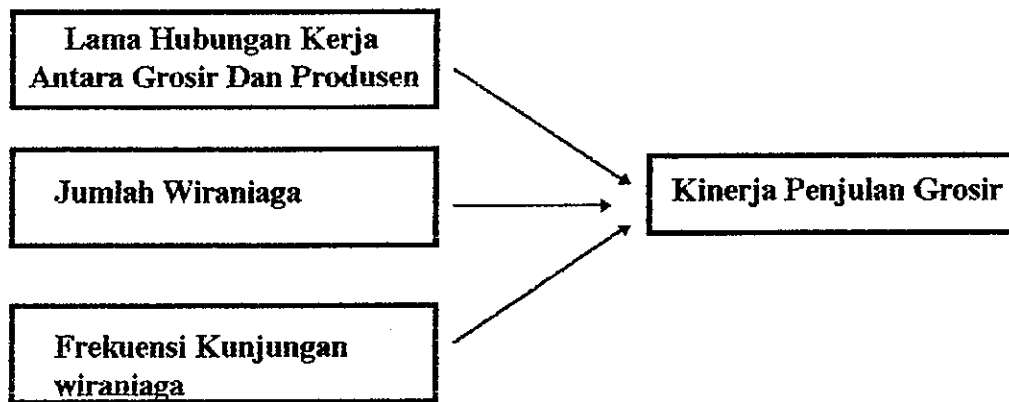 Lama Hubungan Kerja
Antara Grosir Dan Produsen
Jumlah Wiraniaga
Kinerja Penjulan Grosir
Frekuensi Kunjungan
wiraniaga